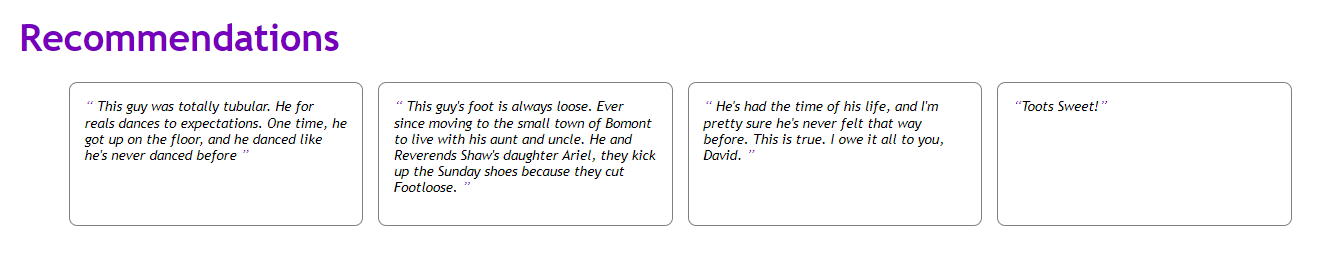 Recommendations
“ This guy was totally tubular. He for
reals dances to expectations. One time, he
got up on the floor, and he danced like
he's never danced before ”
“ This guy's foot is always loose. Ever
since moving to the small town of Bomont
to live with his aunt and uncle. He and
Reverends Shaw's daughter Ariel, they kick
up the Sunday shoes because they cut
Footloose. ”
“ He's had the time of his life, and I'm
pretty sure he's never felt that way
before. This is true. I owe it all to you,
David. ”
“Toots Sweet!”